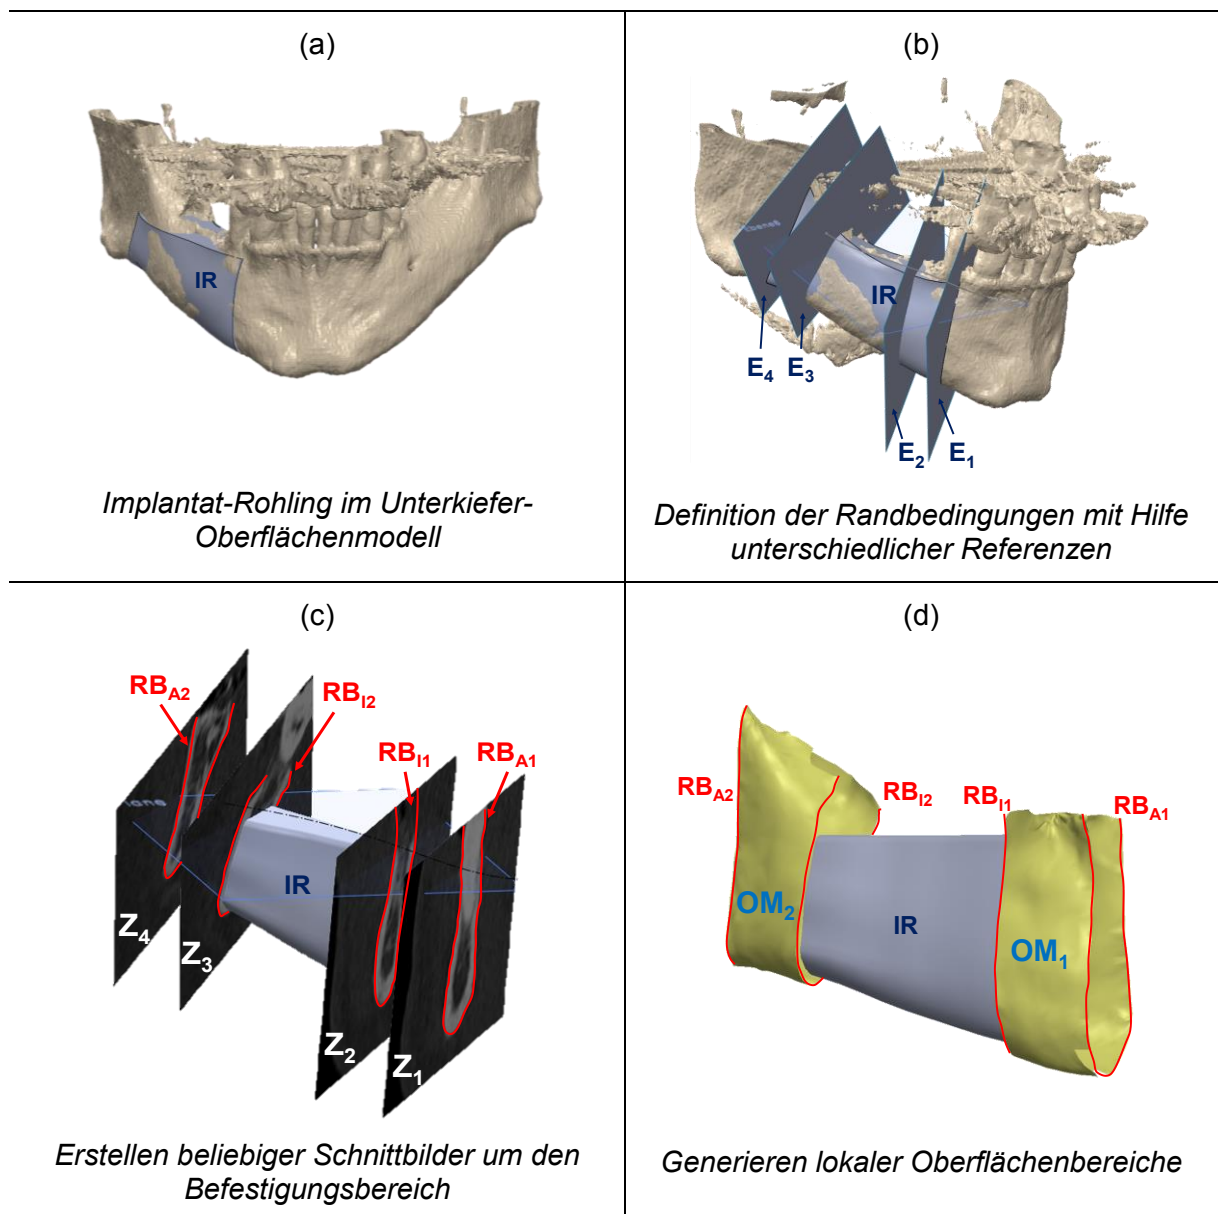 (a)
IR
Implantat-Rohling im Unterkiefer-
Oberflächenmodell
(b)
IR
E4 E3
E2 E1
Definition der Randbedingungen mit Hilfe
unterschiedlicher Referenzen
(c)
RBA2
RBI2
RBI1
RBA1
lane
IR
Z4
Z3
Z2
Z1
Erstellen beliebiger Schnittbilder um den
Befestigungsbereich
(d)
RBA2
RBI2
RBI1
RBA1
OM2
IR
OM1
Generieren lokaler Oberflächenbereiche